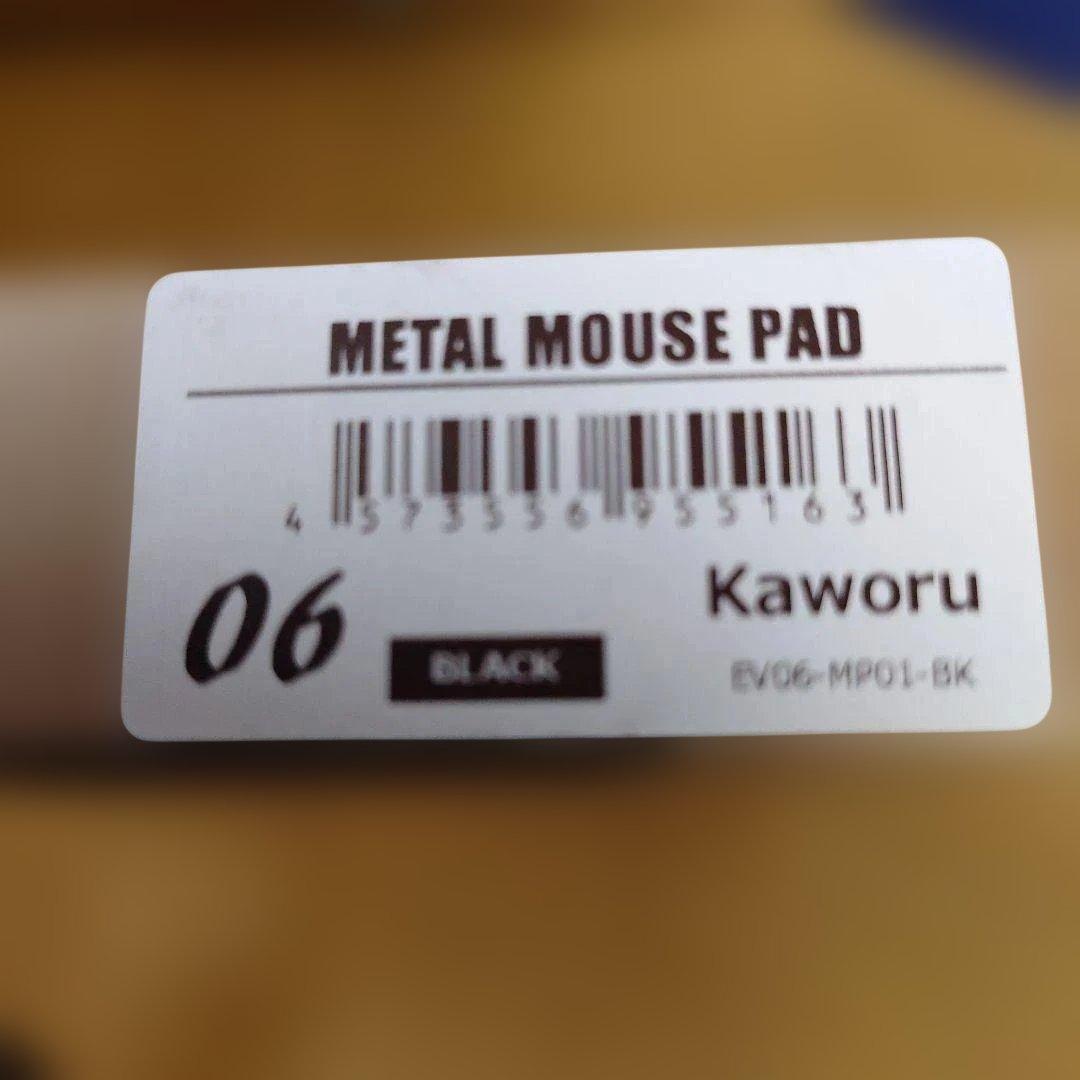 METAL MOUSE PAD
4 573556 955163
06
BLACK
Kaworu
EV06-MP01-BK